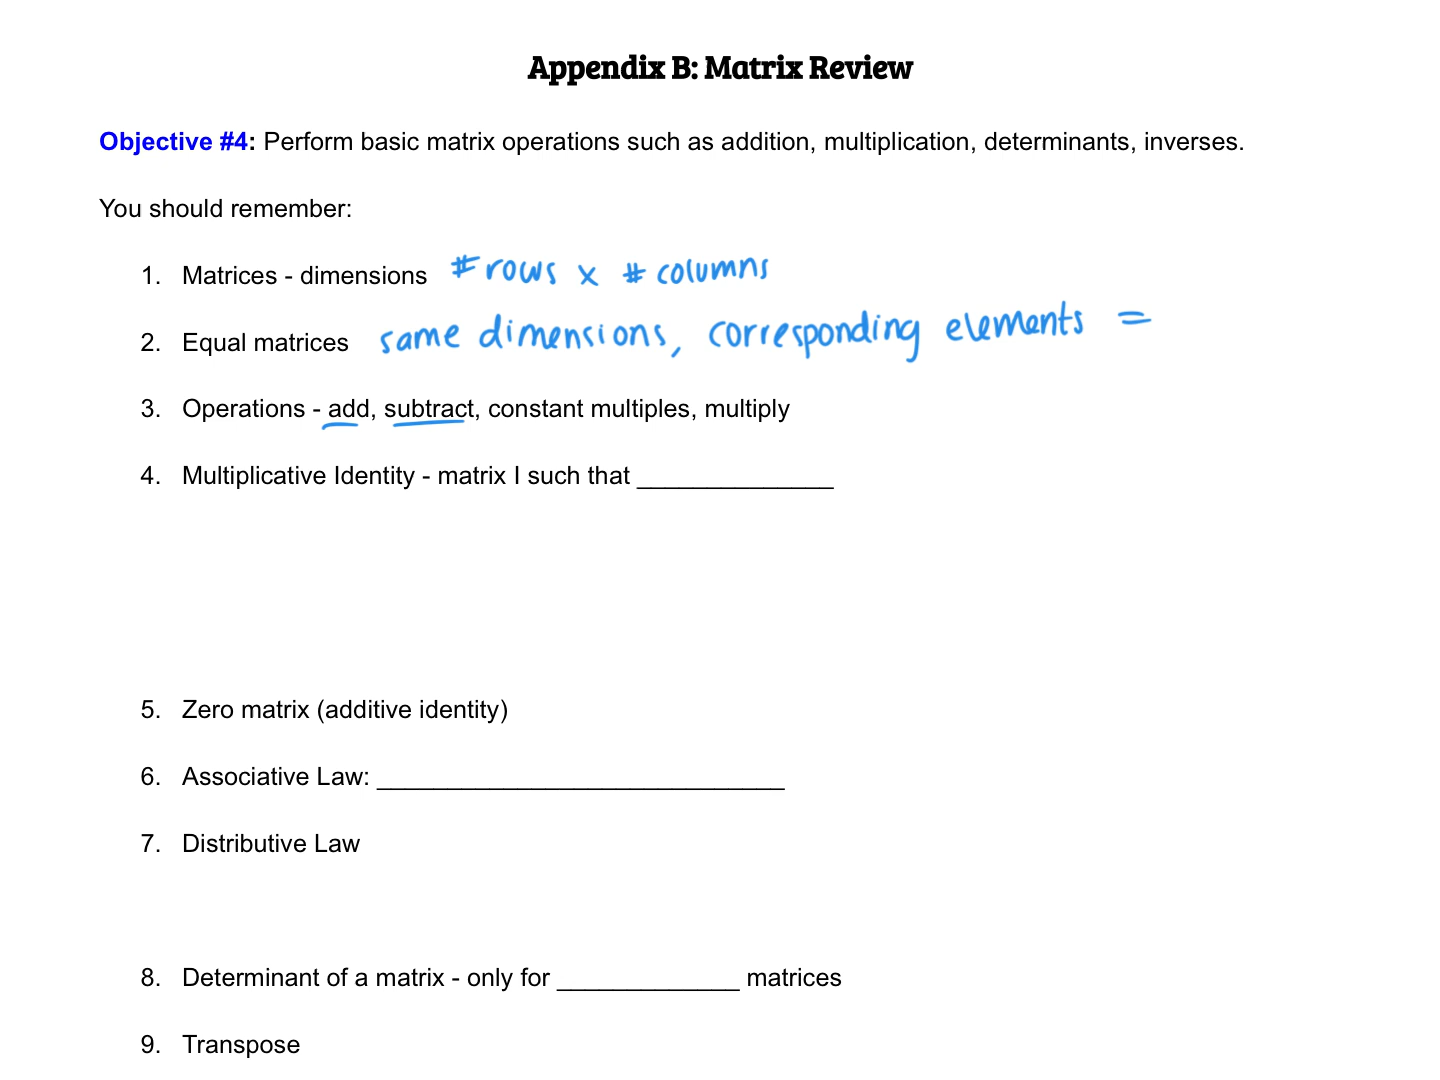 Appendix B: Matrix Review
Objective #4: Perform basic matrix operations such as addition, multiplication, determinants, inverses.
You should remember:
1. Matrices - dimensions # rows x # columns
2. Equal matrices same dimensions, corresponding elements =
3. Operations - add, subtract, constant multiples, multiply
4. Multiplicative Identity - matrix I such that ______________
5. Zero matrix (additive identity)
6. Associative Law: _____________________________
7. Distributive Law
8. Determinant of a matrix - only for _____________ matrices
9. Transpose